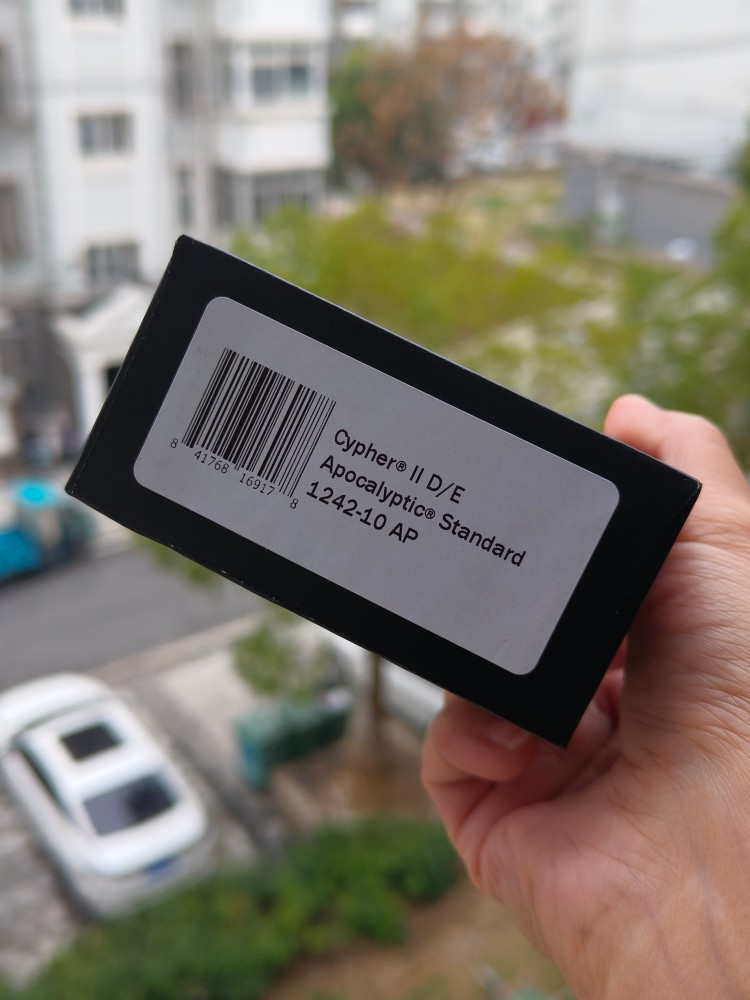 8 41768 16917 8
Cypher® II D/E
Apocalyptic® Standard
1242-10 AP